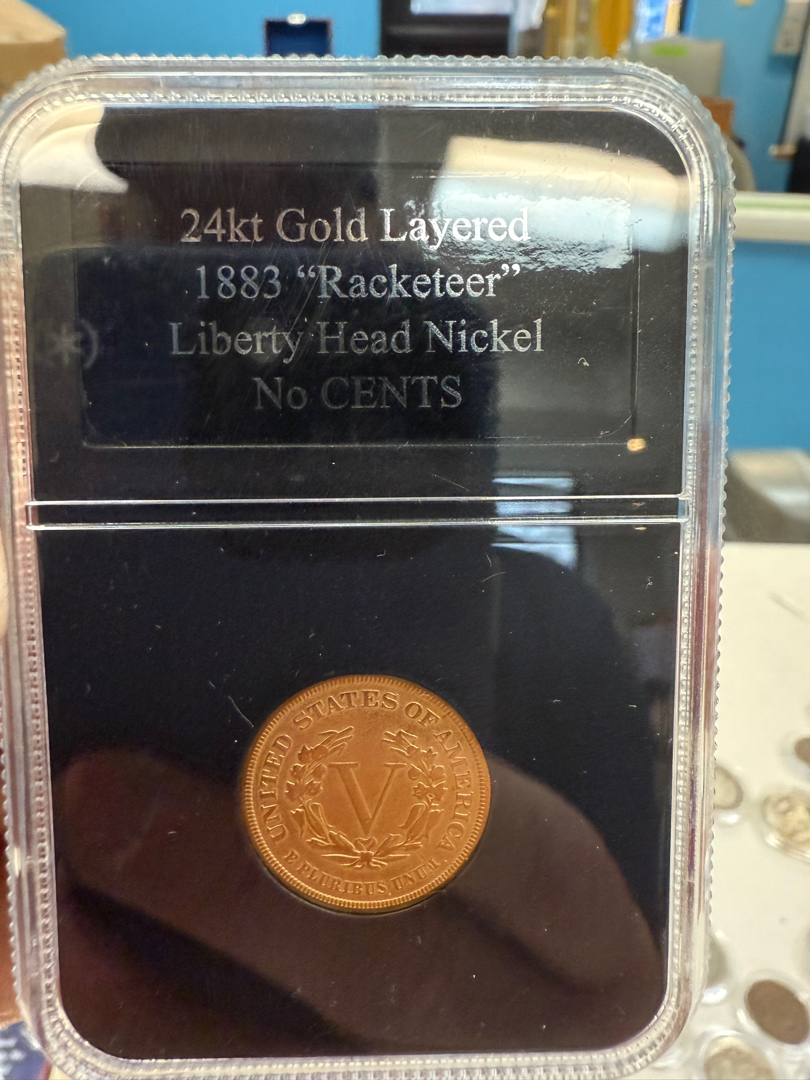 24kt Gold Layered
1883 “Racketeer”
Liberty Head Nickel
No CENTS
UNITED STATES OF AMERICA
V
E PLURIBUS UNUM